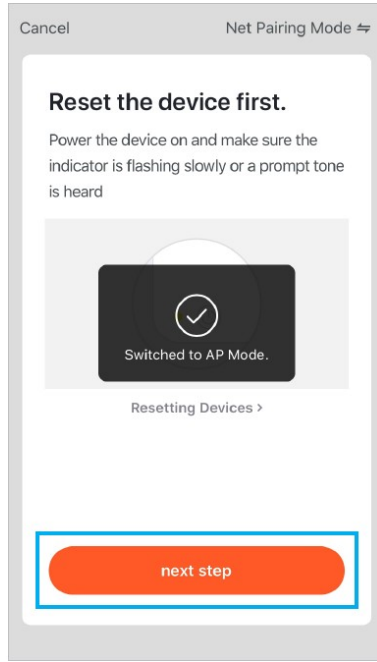 Cancel
Net Pairing Mode ⇋
Reset the device first.
Power the device on and make sure the
indicator is flashing slowly or a prompt tone
is heard
Switched to AP Mode.
Resetting Devices >
next step